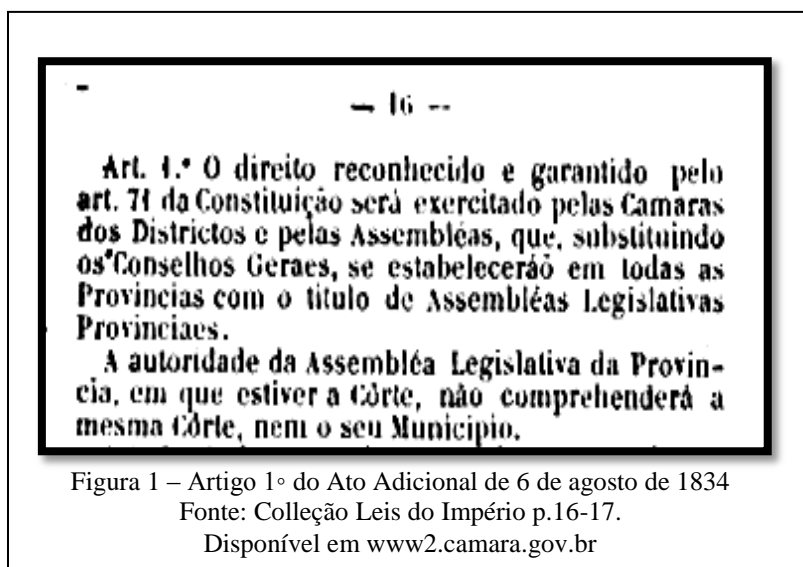 — 16 --
Art. 1.º O direito reconhecido e garantido pelo
art. 71 da Constituição será exercitado pelas Camaras
dos Districtos e pelas Assembléas, que, substituindo
os Conselhos Geraes, se estabeleceráõ em todas as
Provincias com o titulo de Assembléas Legislativas
Provinciaes.
A autoridade da Assembléa Legislativa da Provin-
cia, em que estiver a Côrte, não comprehenderá a
mesma Côrte, nem o seu Municipio.
Figura 1 – Artigo 1◦ do Ato Adicional de 6 de agosto de 1834
Fonte: Colleção Leis do Império p.16-17.
Disponível em www2.camara.gov.br